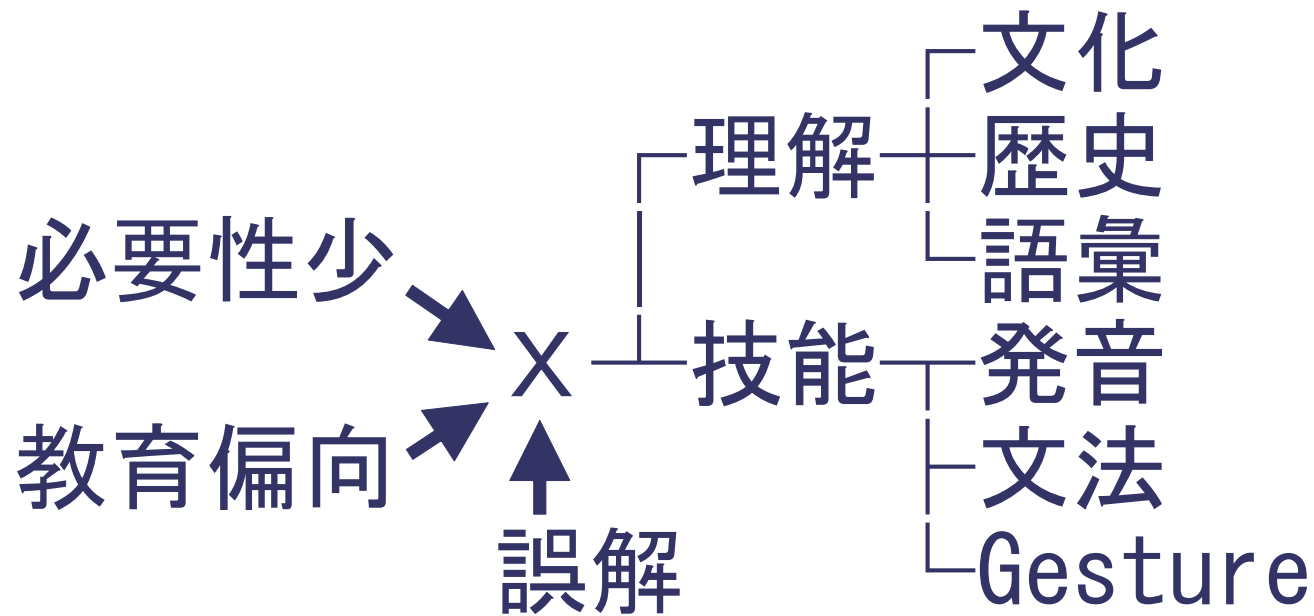 文化
理解
歴史
必要性少
語彙
X
技能
発音
教育偏向
文法
誤解
Gesture